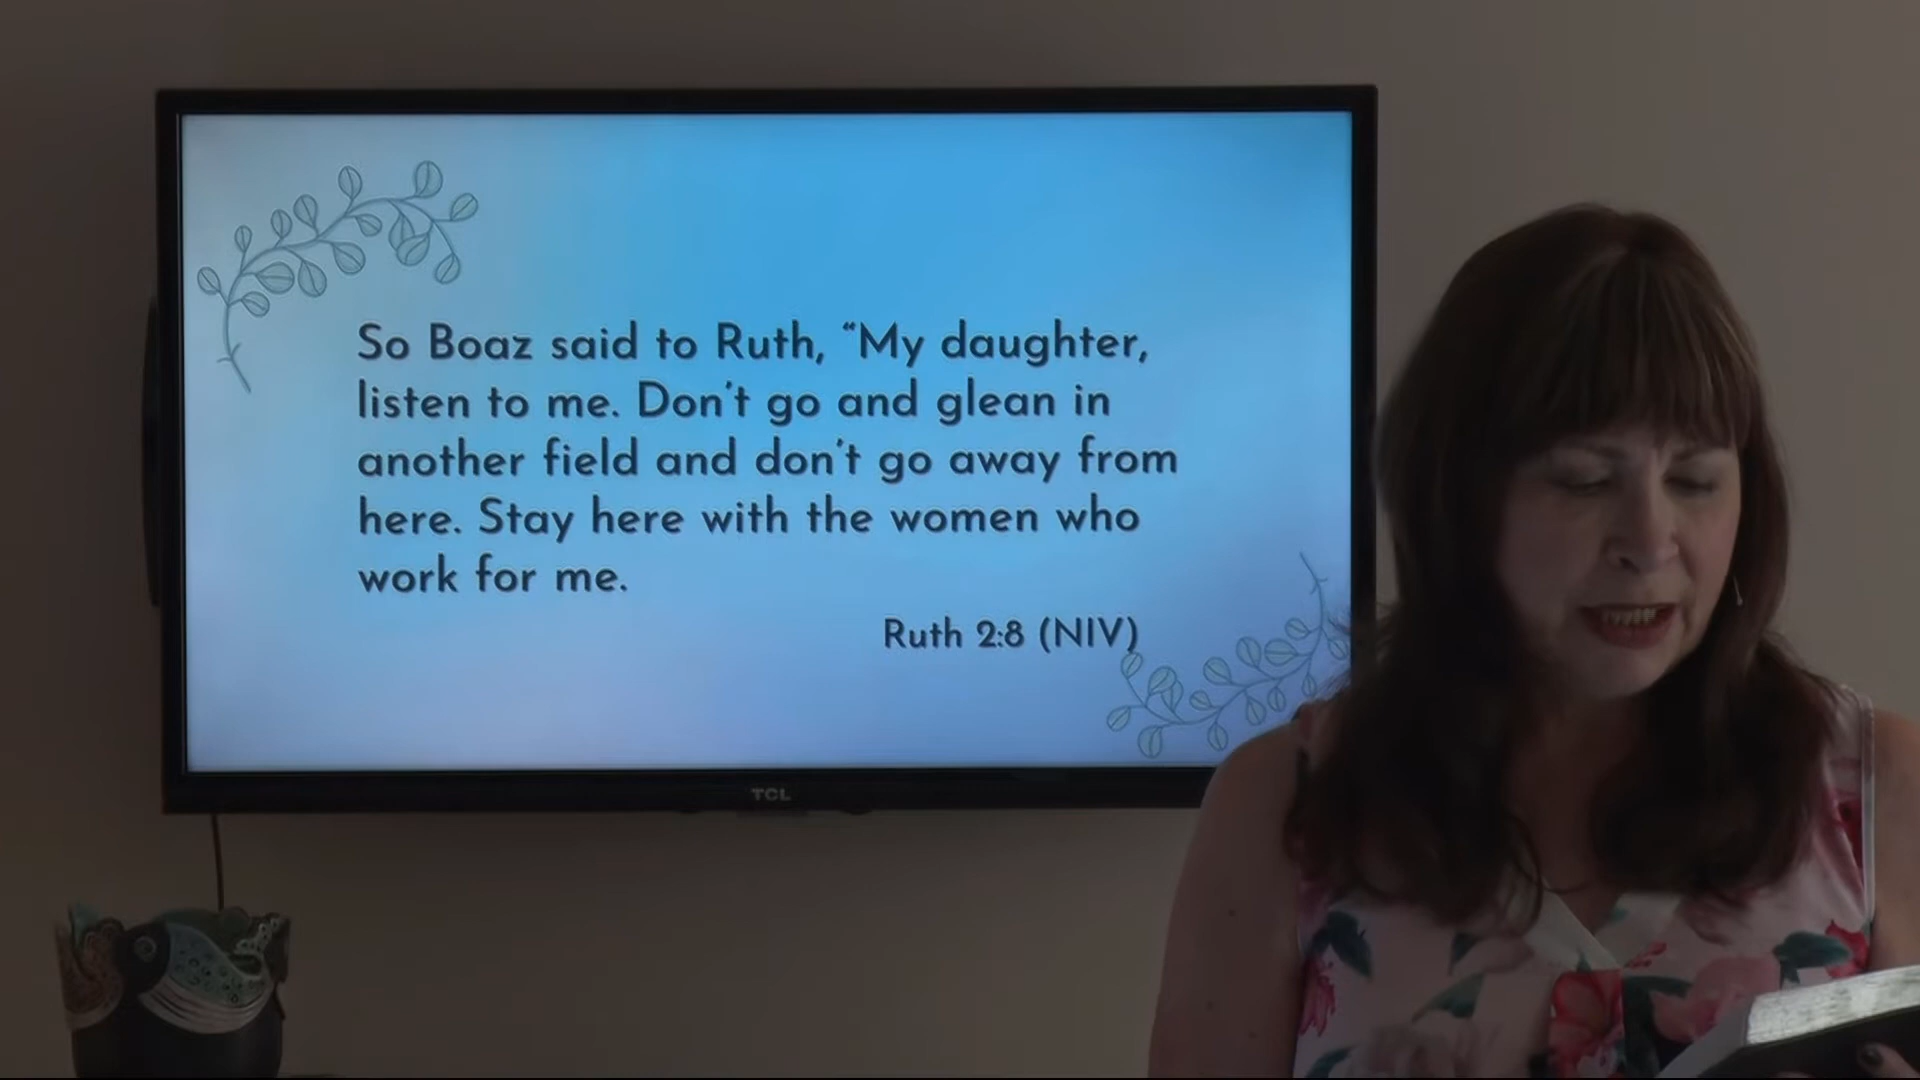 So Boaz said to Ruth, “My daughter,
listen to me. Don't go and glean in
another field and don't go away from
here. Stay here with the women who
work for me.
Ruth 2:8 (NIV)
TCL